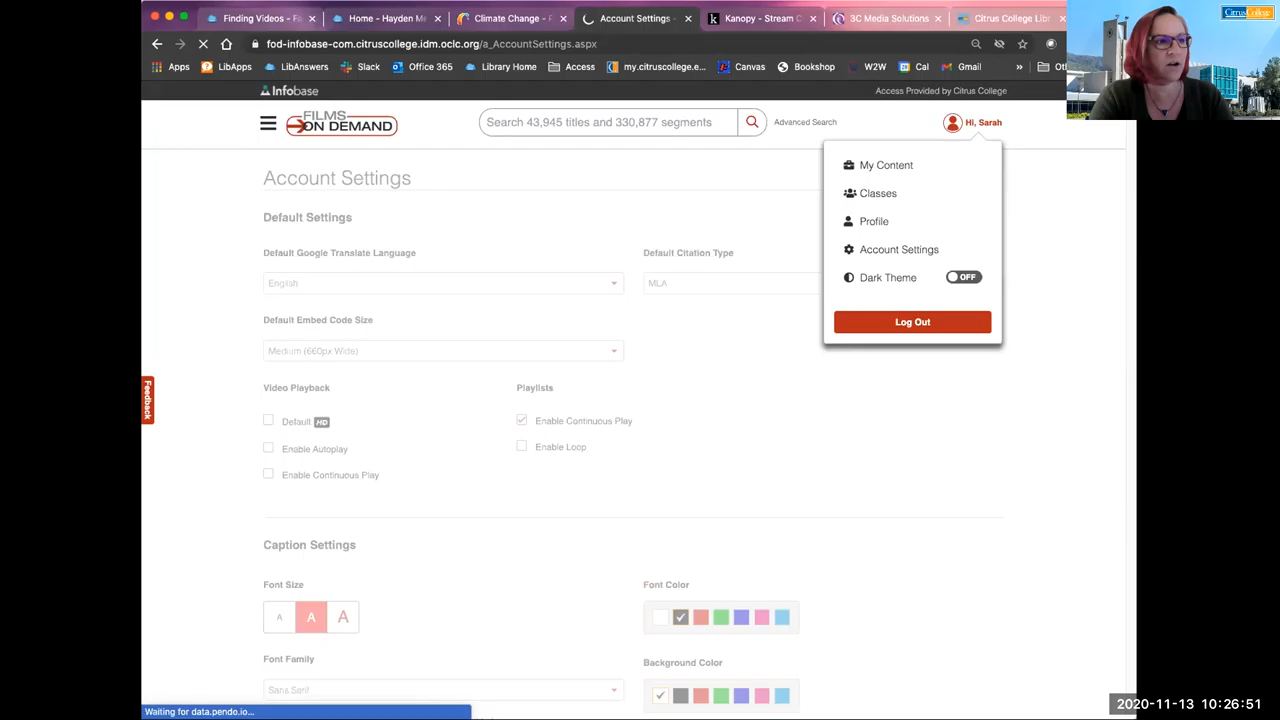 Finding Videos - Fa
Home - Hayden Me
Climate Change
Account Settings -
Kanopy - Stream C
3C Media Solutions
Citrus College Lib
CitrusCollege
fod-infobase-com.citruscollege.idm.oclc.org/a_AccountSettings.aspx
Apps
LibApps
LibAnswers
Slack
Office 365
Library Home
Access
my.citruscollege.e...
Canvas
Bookshop
W2W
Cal
Gmail
»
Infobase
Access Provided by Citrus College
FILMS ON DEMAND
Search 43,945 titles and 330,877 segments
Advanced Search
Hi, Sarah
My Content
Classes
Profile
Account Settings
Dark Theme OFF
Log Out
Account Settings
Default Settings
Default Google Translate Language
Default Citation Type
English
MLA
Default Embed Code Size
Medium (660px Wide)
Video Playback
Playlists
Default HD
Enable Continuous Play
Enable Autoplay
Enable Loop
Enable Continuous Play
Feedback
Caption Settings
Font Size
Font Color
A A A
Font Family
Background Color
Sans Serif
Waiting for data.pendo.io...
2020-11-13 10:26:51